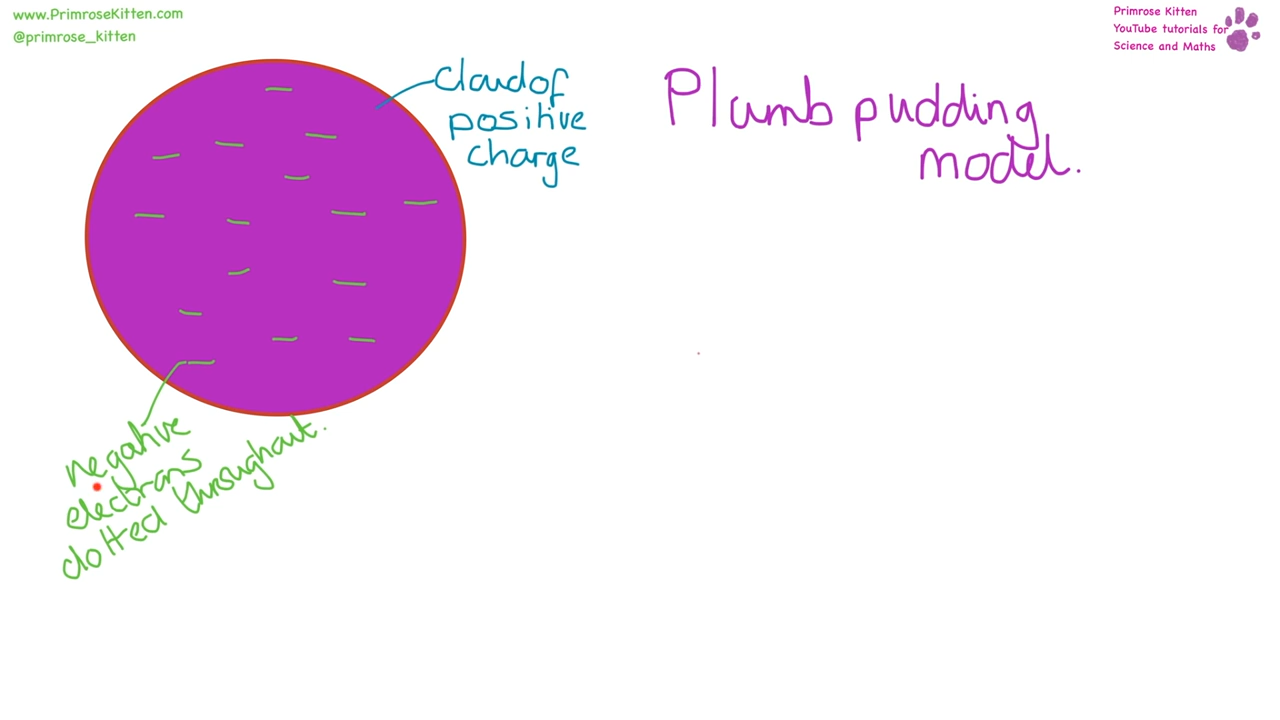 www.PrimroseKitten.com
@primrose_kitten
Primrose Kitten
YouTube tutorials for
Science and Maths
Plumb pudding
model.
Cloud of
positive
charge
negative
electrons
dotted throughout.